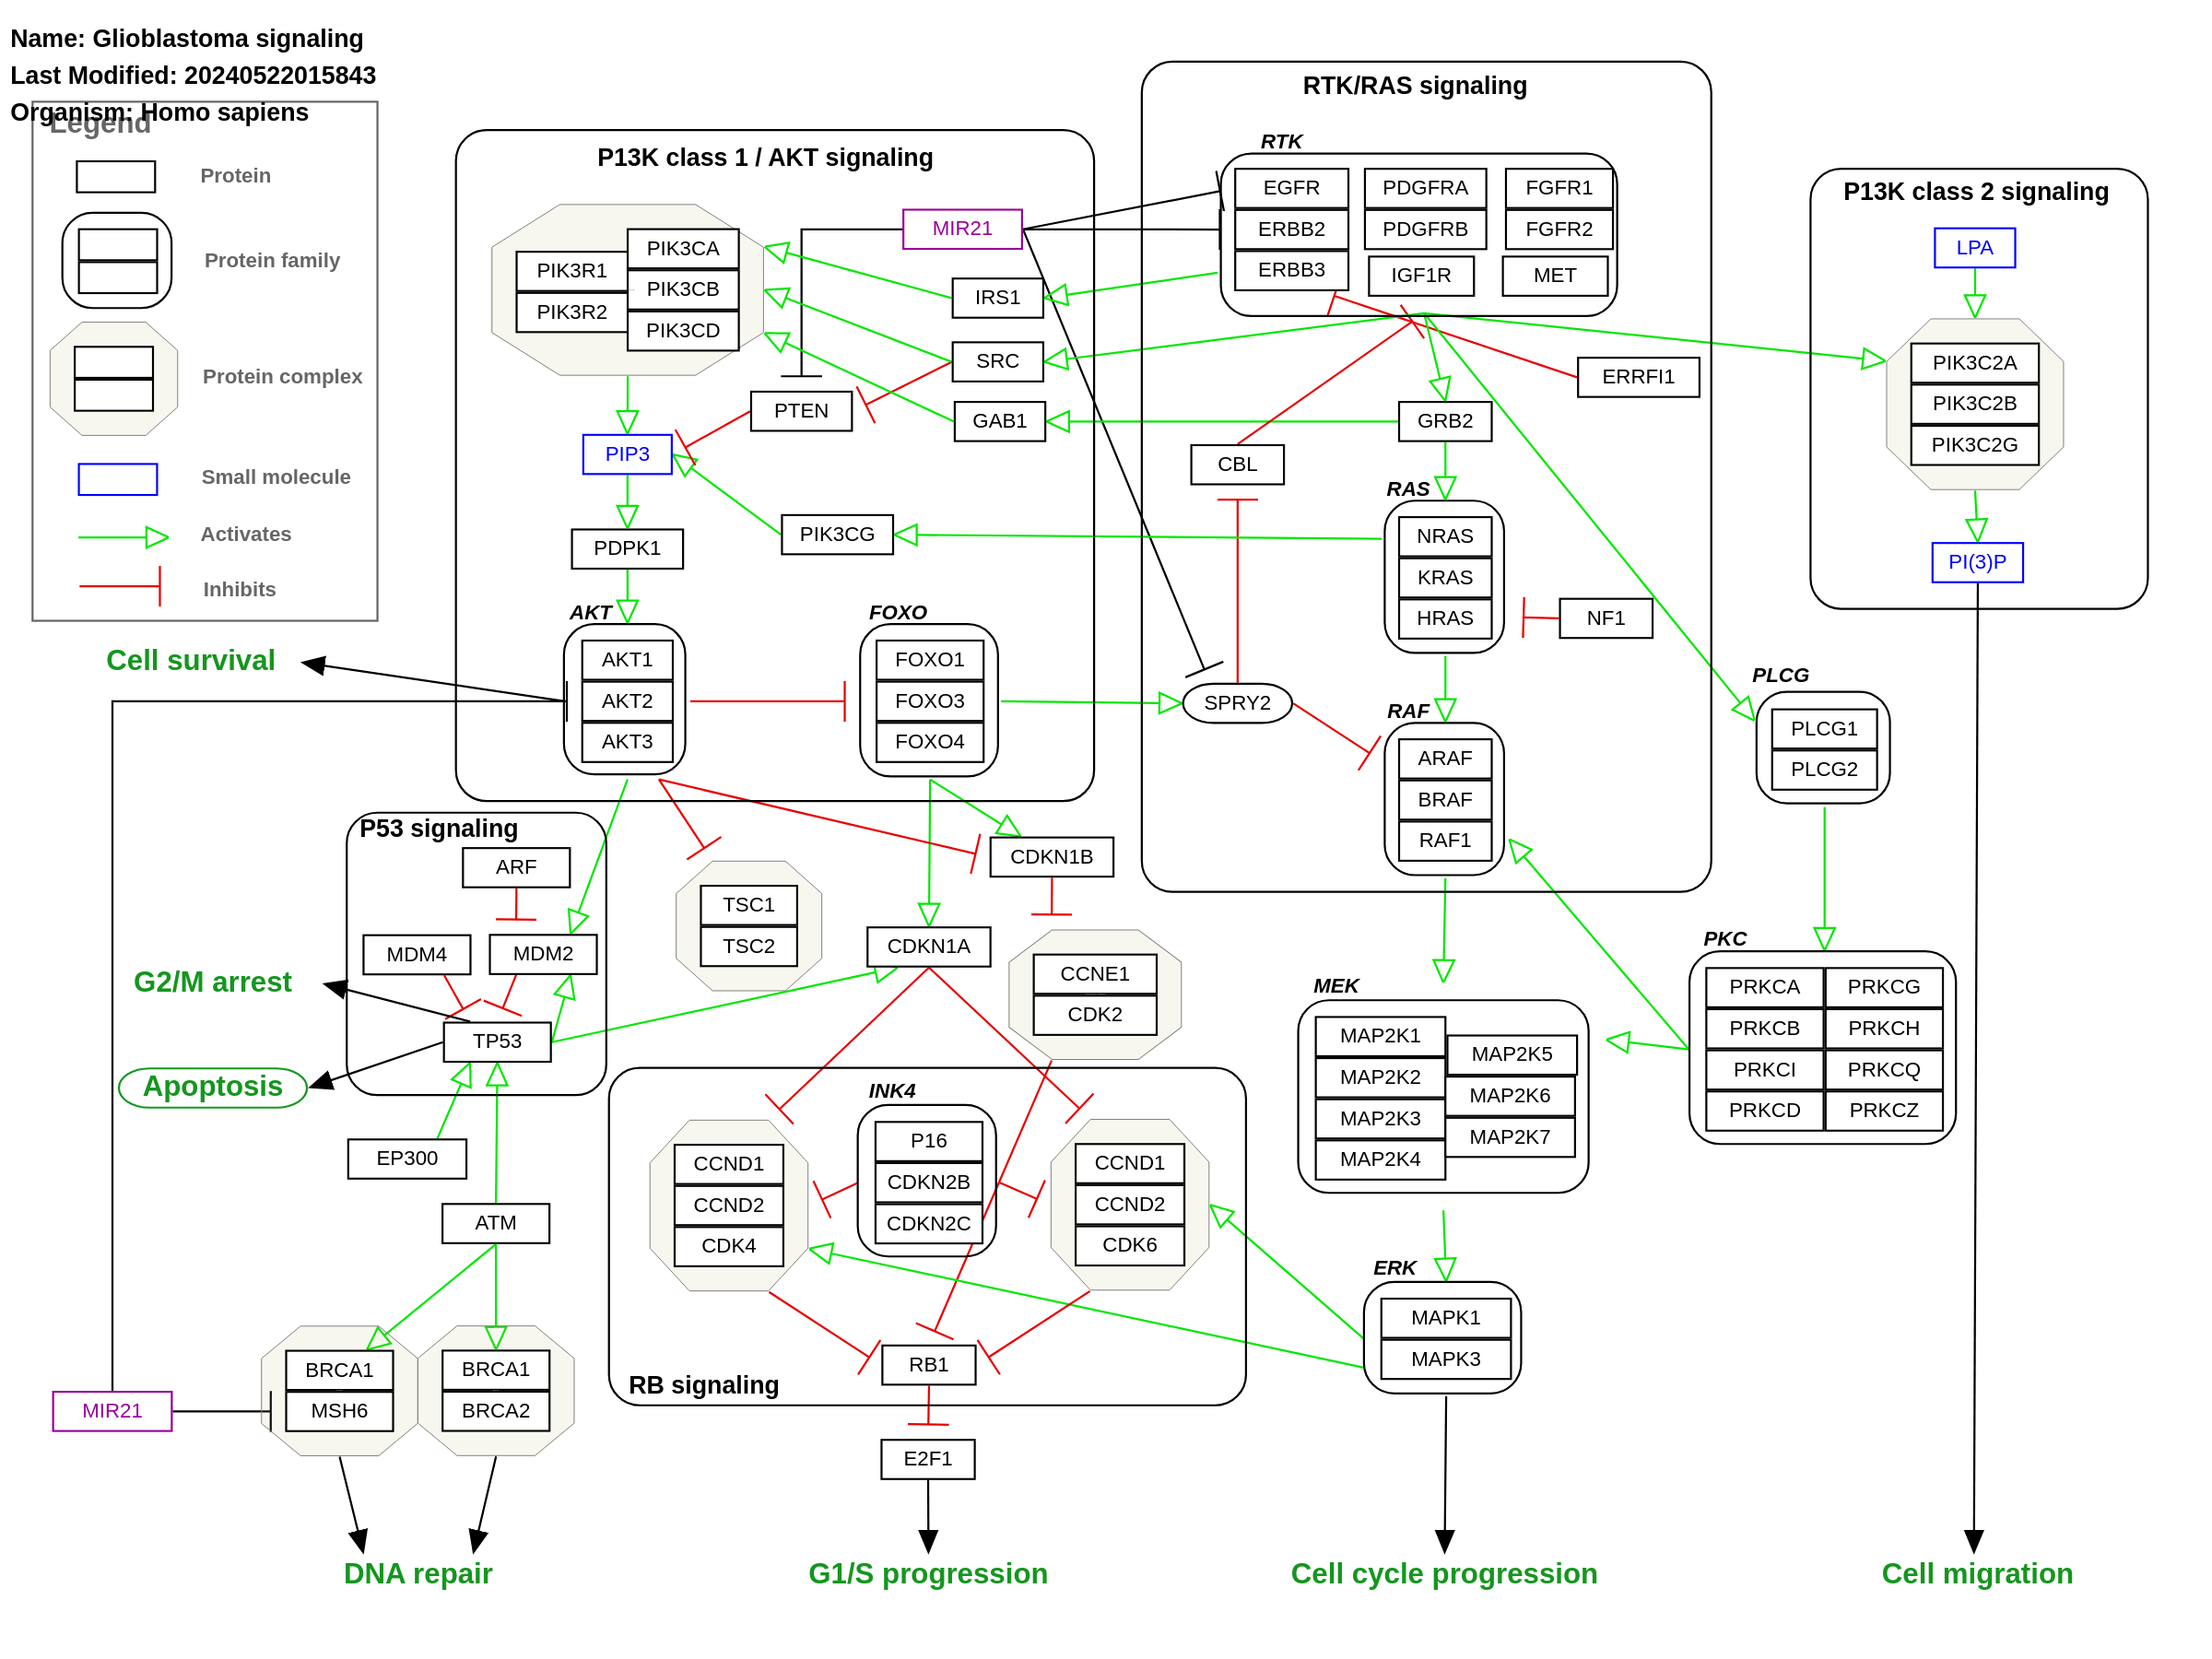 Name: Glioblastoma signaling
Last Modified: 20240522015843
Organism: Homo sapiens
Legend
Protein
Protein family
Protein complex
Small molecule
Activates
Inhibits
P13K class 1 / AKT signaling
PIK3R1
PIK3R2
PIK3CA
PIK3CB
PIK3CD
MIR21
IRS1
SRC
GAB1
PTEN
PIP3
PIK3CG
PDPK1
AKT
AKT1
AKT2
AKT3
FOXO
FOXO1
FOXO3
FOXO4
RTK/RAS signaling
RTK
EGFR
ERBB2
ERBB3
PDGFRA
PDGFRB
IGF1R
FGFR1
FGFR2
MET
ERRFI1
GRB2
CBL
RAS
NRAS
KRAS
HRAS
NF1
SPRY2
RAF
ARAF
BRAF
RAF1
P13K class 2 signaling
LPA
PIK3C2A
PIK3C2B
PIK3C2G
PI(3)P
PLCG
PLCG1
PLCG2
PKC
PRKCA
PRKCB
PRKCI
PRKCD
PRKCG
PRKCH
PRKCQ
PRKCZ
MEK
MAP2K1
MAP2K2
MAP2K3
MAP2K4
MAP2K5
MAP2K6
MAP2K7
ERK
MAPK1
MAPK3
Cell survival
P53 signaling
ARF
MDM4
MDM2
TP53
G2/M arrest
Apoptosis
EP300
ATM
TSC1
TSC2
CDKN1B
CDKN1A
CCNE1
CDK2
INK4
P16
CDKN2B
CDKN2C
CCND1
CCND2
CDK4
CCND1
CCND2
CDK6
RB1
RB signaling
E2F1
MIR21
BRCA1
MSH6
BRCA1
BRCA2
DNA repair
G1/S progression
Cell cycle progression
Cell migration